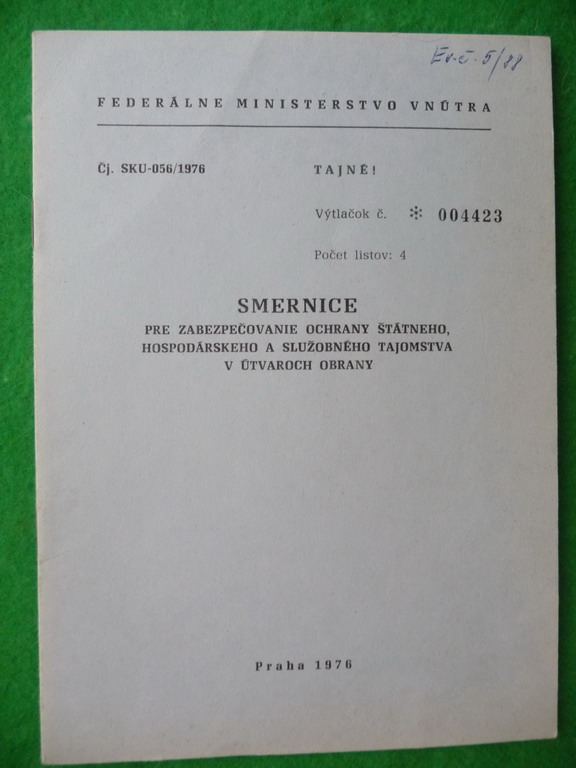 Ev.č. 5/88
FEDERÁLNE MINISTERSTVO VNÚTRA
Čj. SKU-056/1976 TAJNÉ!
Výtlačok č. * 004423
Počet listov: 4
SMERNICE
PRE ZABEZPEČOVANIE OCHRANY ŠTÁTNEHO,
HOSPODÁRSKEHO A SLUŽOBNÉHO TAJOMSTVA
V ÚTVAROCH OBRANY
Praha 1976